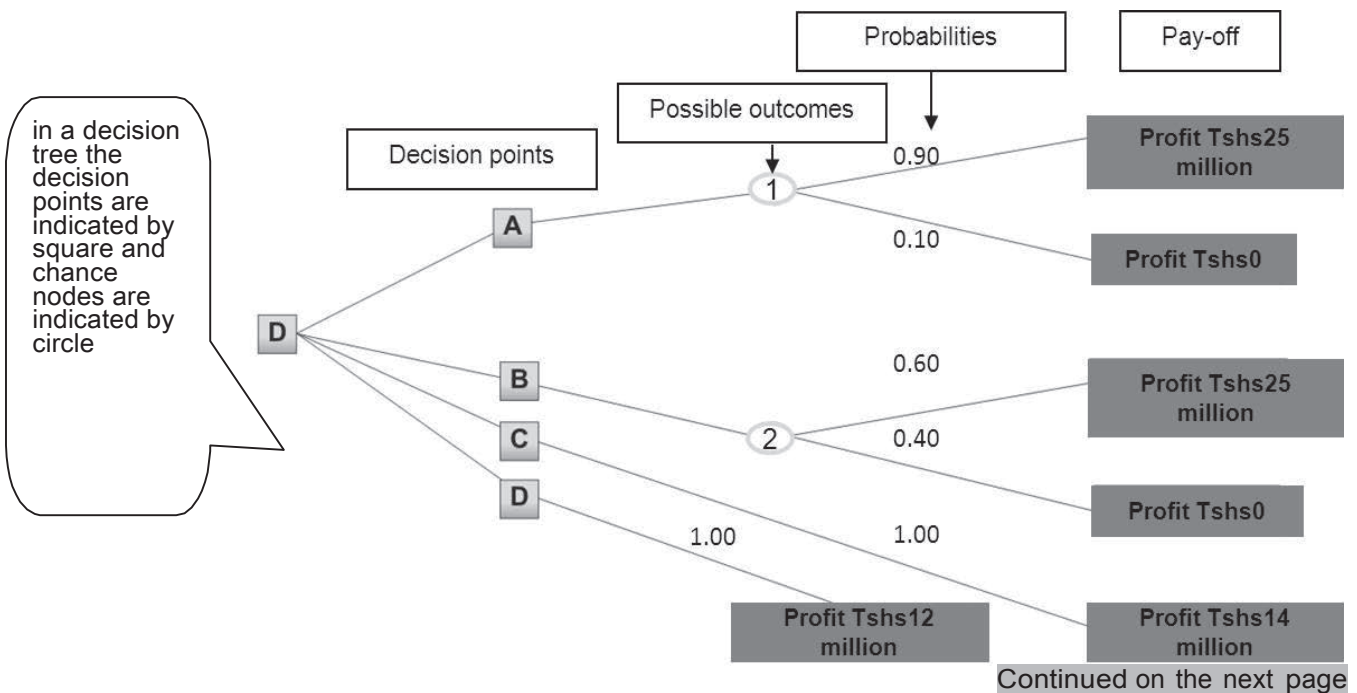 Probabilities
Pay-off
Possible outcomes
Decision points
in a decision
tree the
decision
points are
indicated by
square and
chance
nodes are
indicated by
circle
0.90
Profit Tshs25
million
1
A
0.10
Profit Tshs0
D
0.60
B
Profit Tshs25
million
2
0.40
C
D
Profit Tshs0
1.00
1.00
Profit Tshs12
million
Profit Tshs14
million
Continued on the next page